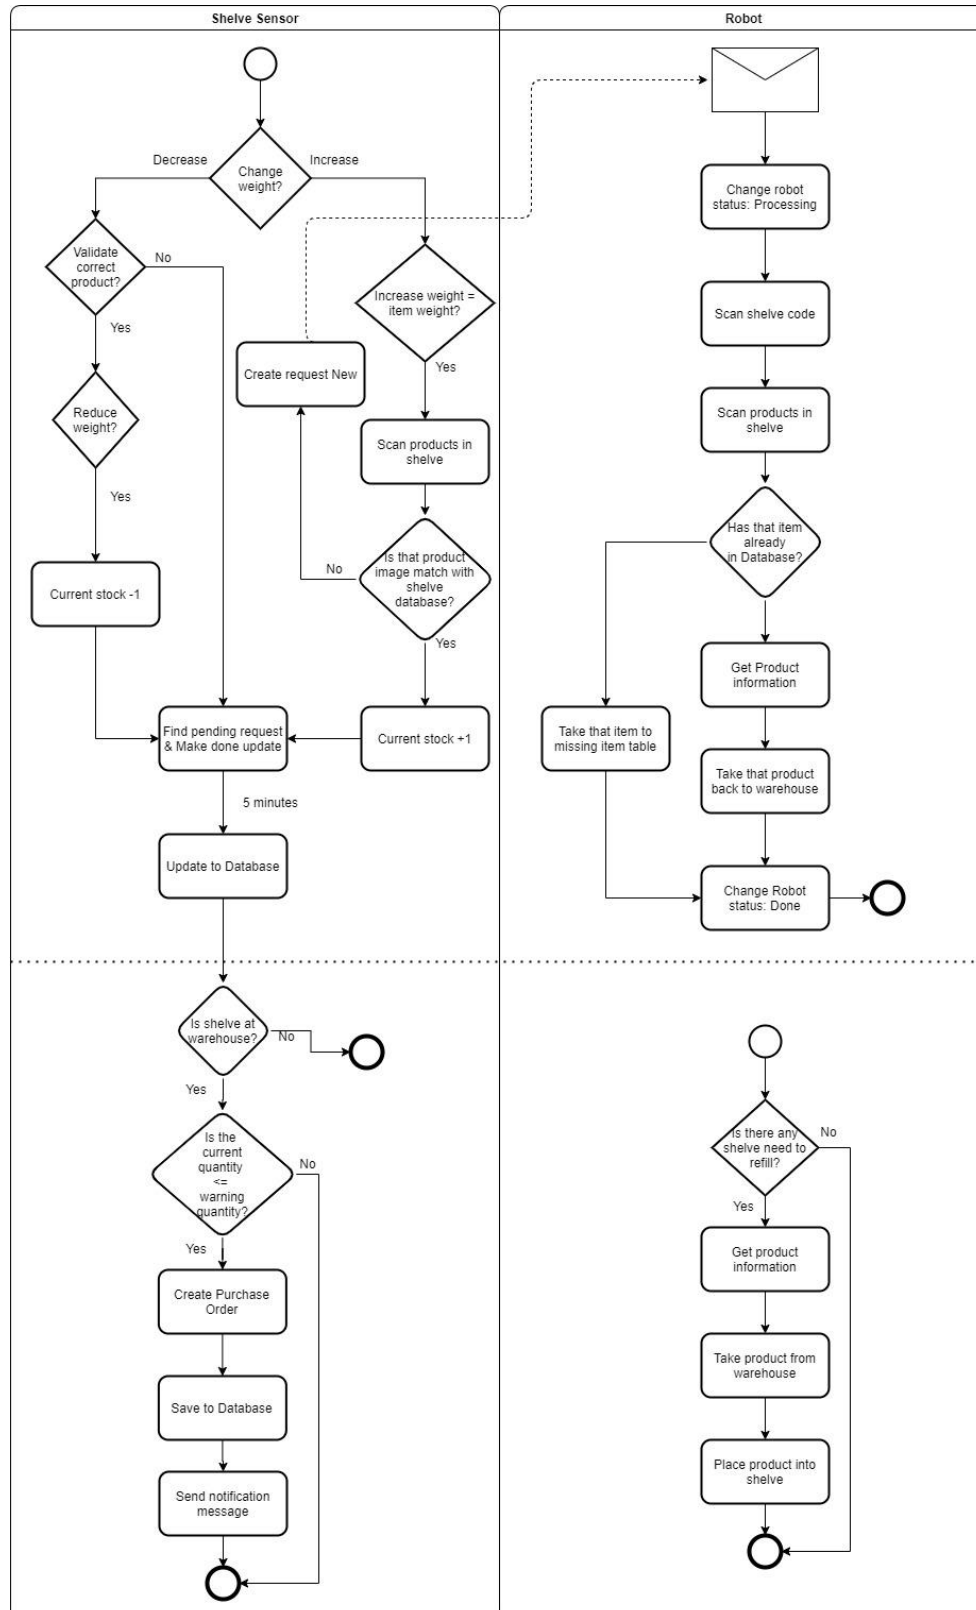 Shelve Sensor
Robot
Decrease
Change
weight?
Increase
Validate
correct
product?
No
Yes
Reduce
weight?
Yes
Current stock -1
Increase weight =
item weight?
Yes
Create request New
Scan products in
shelve
Is that product
image match with
shelve
database?
No
Yes
Find pending request
& Make done update
Current stock +1
5 minutes
Update to Database
Change robot
status: Processing
Scan shelve code
Scan products in
shelve
Has that item
already
in Database?
Get Product
information
Take that item to
missing item table
Take that product
back to warehouse
Change Robot
status: Done
Is shelve at
warehouse?
No
Yes
Is the
current
quantity
<=
warning
quantity?
No
Yes
Create Purchase
Order
Save to Database
Send notification
message
Is there any
shelve need to
refill?
No
Yes
Get product
information
Take product from
warehouse
Place product into
shelve